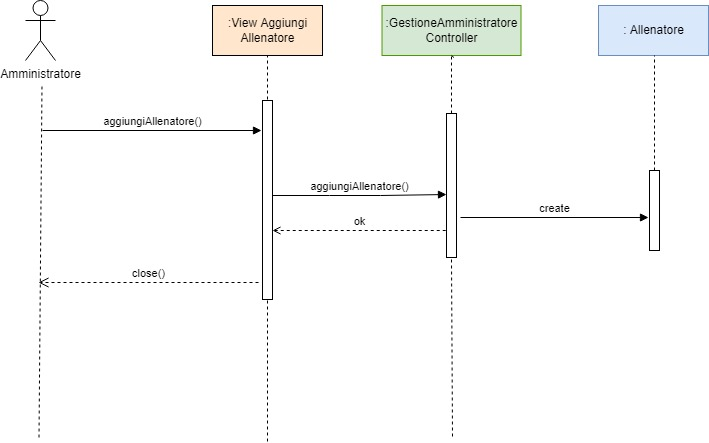 :View Aggiungi
Allenatore
:GestioneAmministratore
Controller
: Allenatore
Amministratore
aggiungiAllenatore()
aggiungiAllenatore()
create
ok
close()